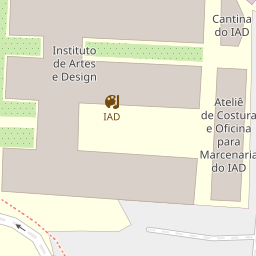 Cantina
do IAD
Instituto
de Artes
e Design
IAD
Ateliê
de Costura
e Oficina
para
Marcenaria
do IAD